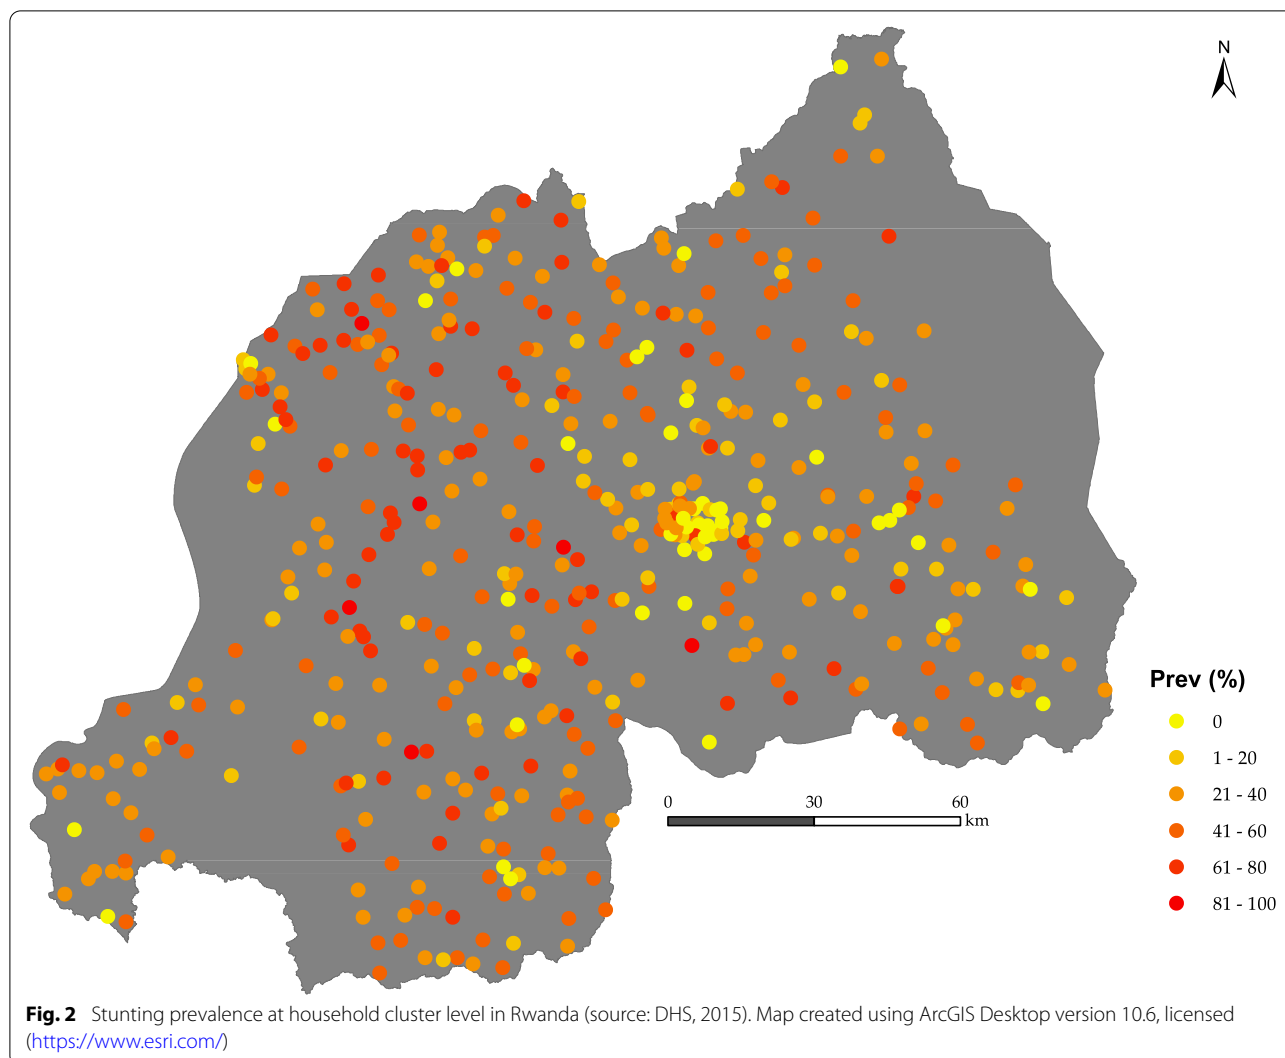 N
Prev (%)
0
1 - 20
21 - 40
41 - 60
61 - 80
81 - 100
0 30 60
km
Fig. 2 Stunting prevalence at household cluster level in Rwanda (source: DHS, 2015). Map created using ArcGIS Desktop version 10.6, licensed
(https://www.esri.com/)